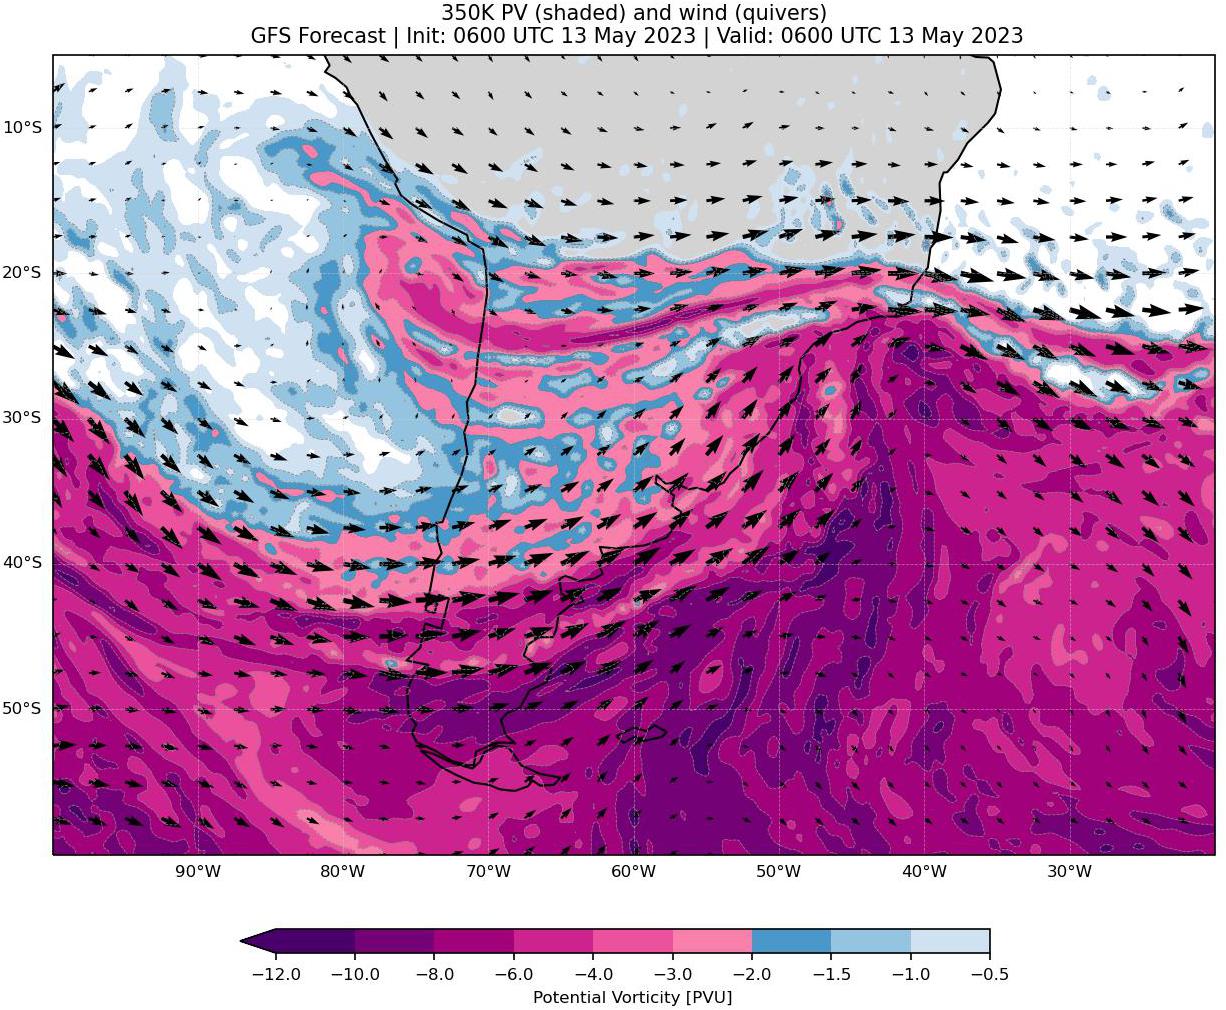 350K PV (shaded) and wind (quivers)
GFS Forecast | Init: 0600 UTC 13 May 2023 | Valid: 0600 UTC 13 May 2023
10°S
20°S
30°S
40°S
50°S
90°W 80°W 70°W 60°W 50°W 40°W 30°W
−12.0 −10.0 −8.0 −6.0 −4.0 −3.0 −2.0 −1.5 −1.0 −0.5
Potential Vorticity [PVU]